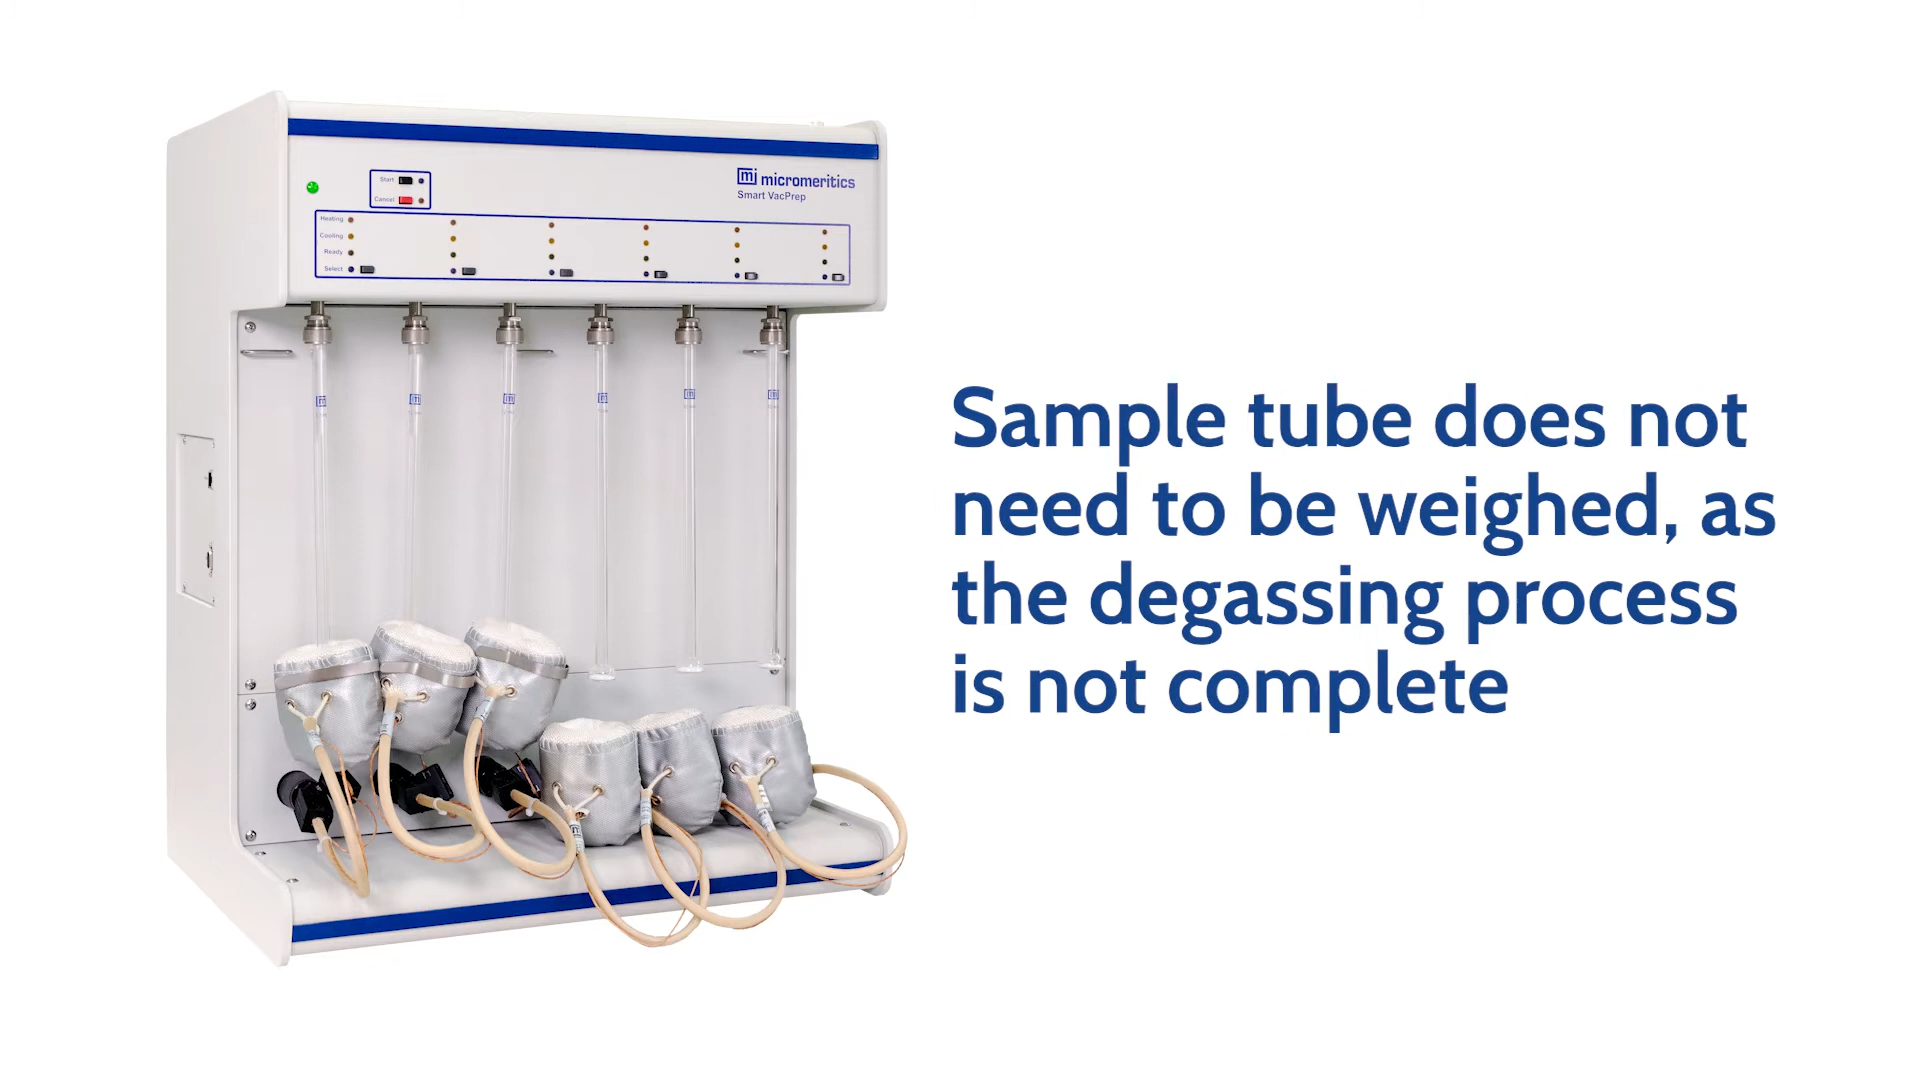 mi micromeritics
Smart VacPrep
Start
Cancel
Heating
Cooling
Ready
Select
Sample tube does not
need to be weighed, as
the degassing process
is not complete